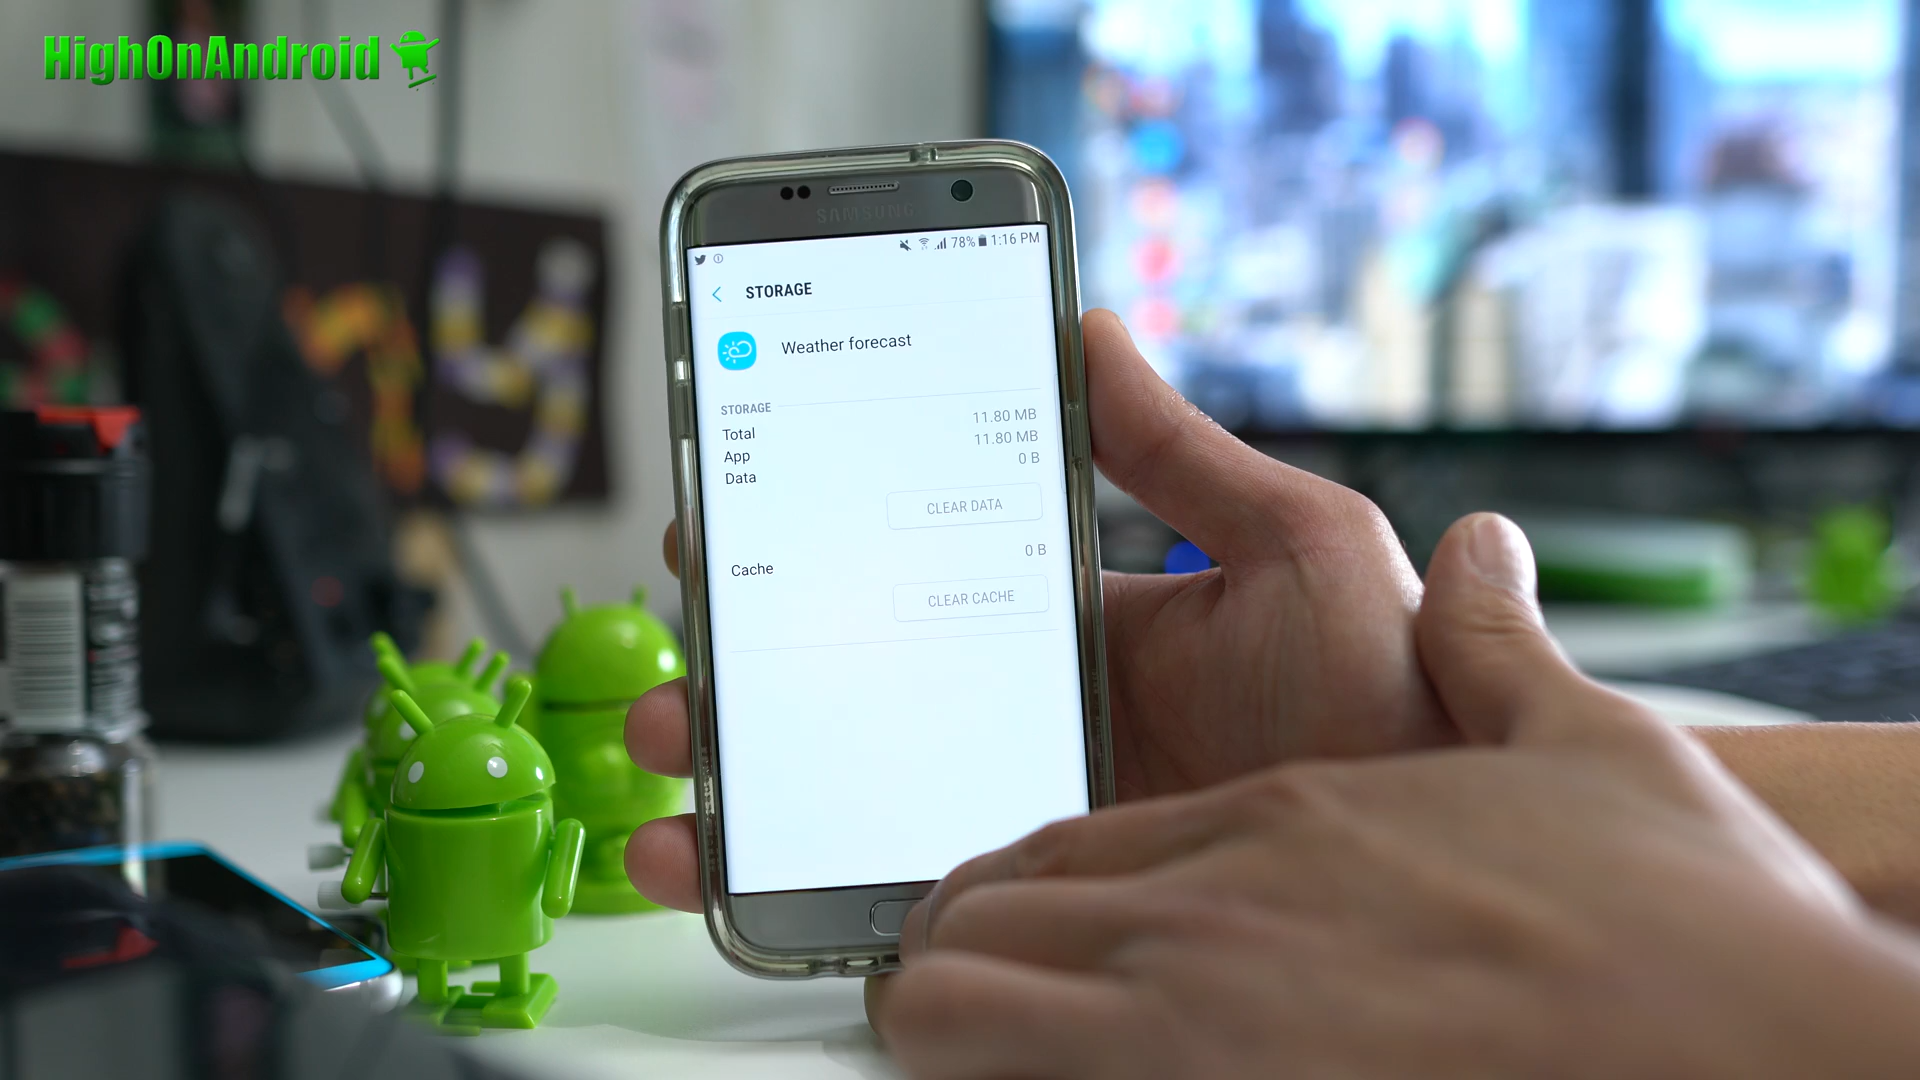 HighOnAndroid
SAMSUNG
78% 1:16 PM
STORAGE
Weather forecast
STORAGE
Total 11.80 MB
App 11.80 MB
Data 0 B
CLEAR DATA
Cache 0 B
CLEAR CACHE